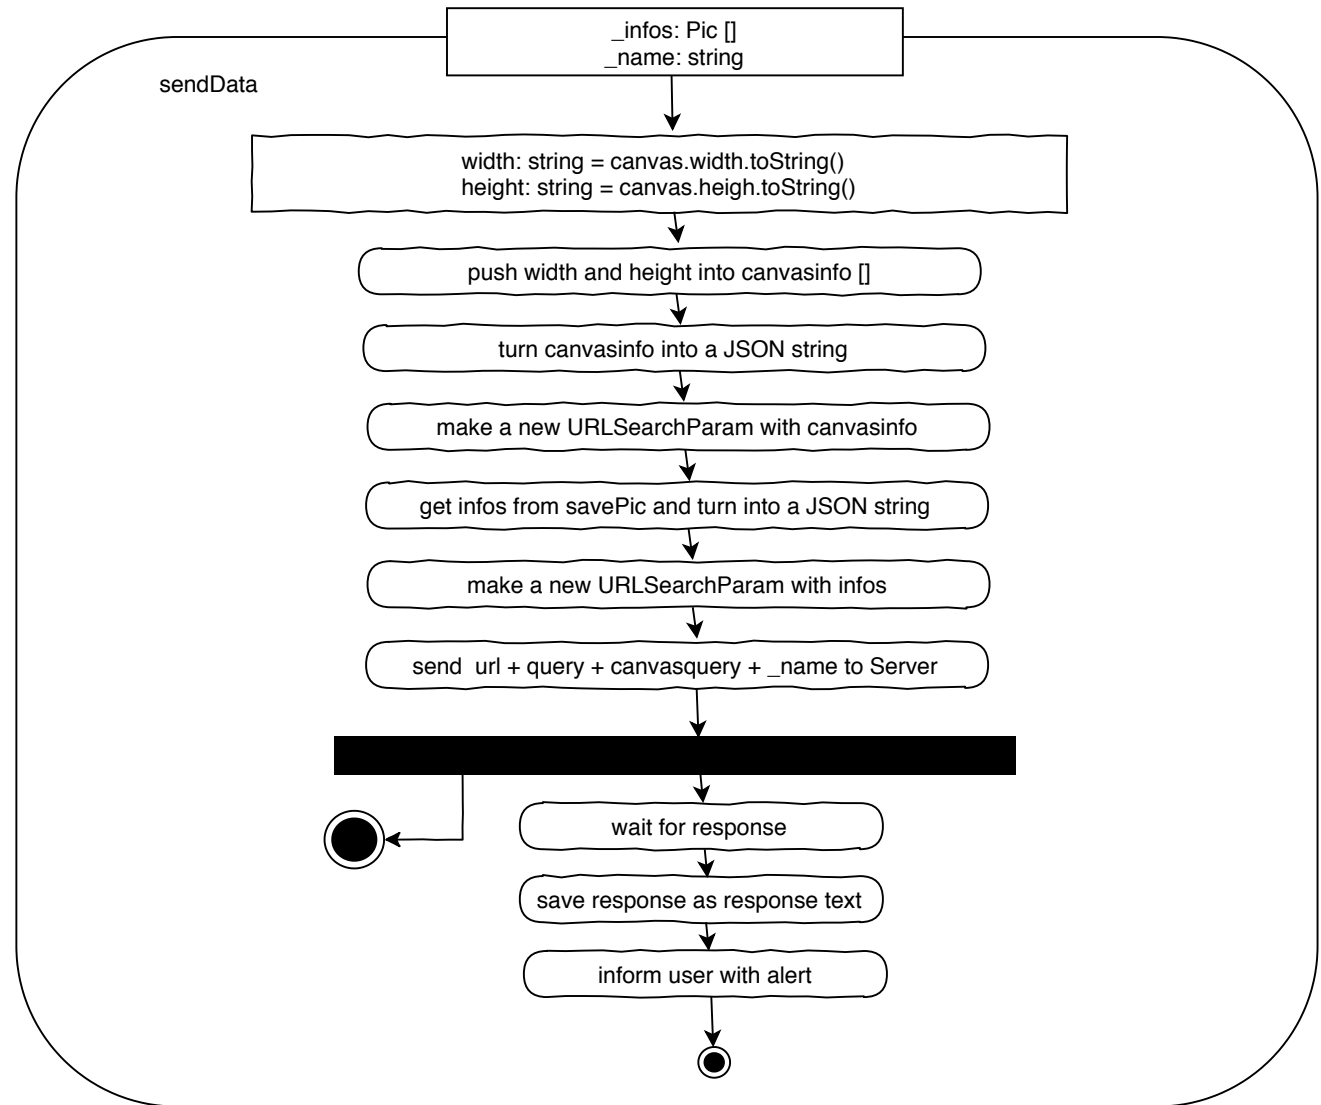 _infos: Pic []
_name: string
sendData
width: string = canvas.width.toString()
height: string = canvas.heigh.toString()
push width and height into canvasinfo []
turn canvasinfo into a JSON string
make a new URLSearchParam with canvasinfo
get infos from savePic and turn into a JSON string
make a new URLSearchParam with infos
send  url + query + canvasquery + _name to Server
wait for response
save response as response text
inform user with alert